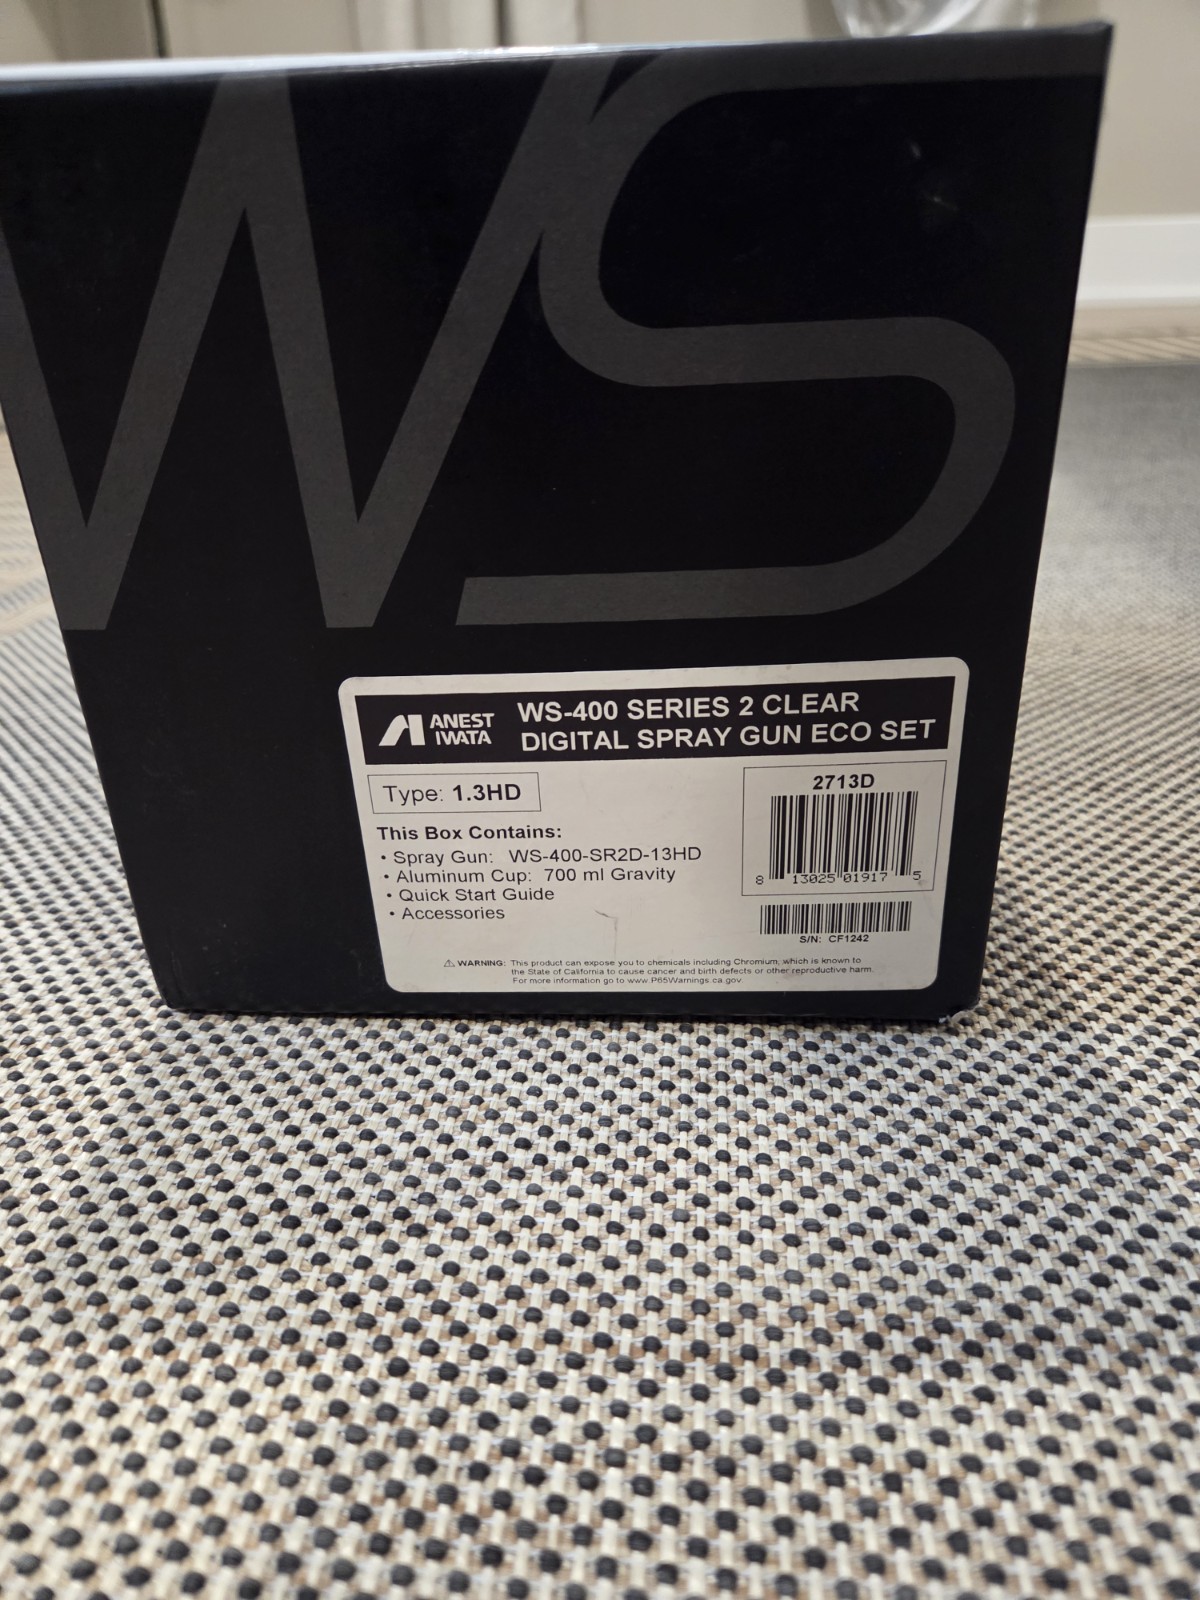 WS
ANEST
IWATA
WS-400 SERIES 2 CLEAR
DIGITAL SPRAY GUN ECO SET
Type: 1.3HD
2713D
8 13025 01917 5
This Box Contains:
• Spray Gun: WS-400-SR2D-13HD
• Aluminum Cup: 700 ml Gravity
• Quick Start Guide
• Accessories
S/N: CF1242
⚠ WARNING: This product can expose you to chemicals including Chromium, which is known to
the State of California to cause cancer and birth defects or other reproductive harm.
For more information go to www.P65Warnings.ca.gov